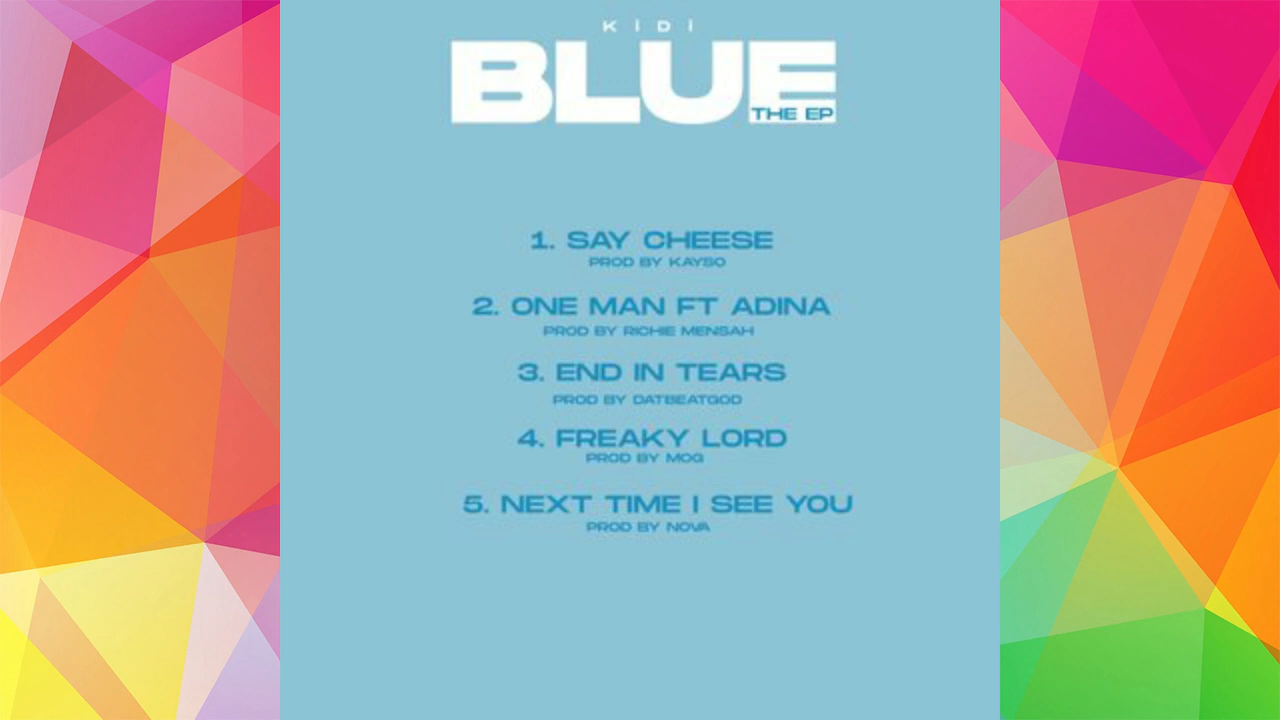 KiDi
BLUE
THE EP
1. SAY CHEESE
PROD BY KAYSO
2. ONE MAN FT ADINA
PROD BY RICHIE MENSAH
3. END IN TEARS
PROD BY DATBEATGOD
4. FREAKY LORD
PROD BY MOG
5. NEXT TIME I SEE YOU
PROD BY NOVA